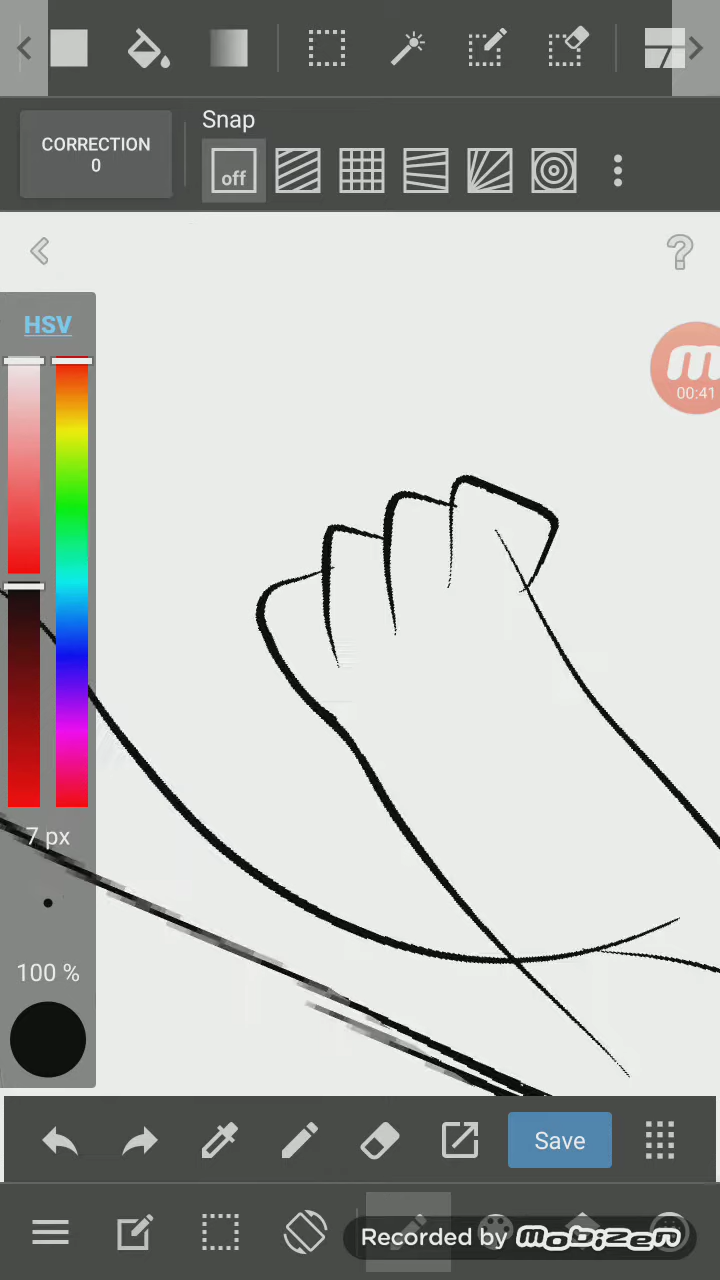 CORRECTION
0
Snap
off
HSV
00:41
7 px
100 %
Save
Recorded by mobizen